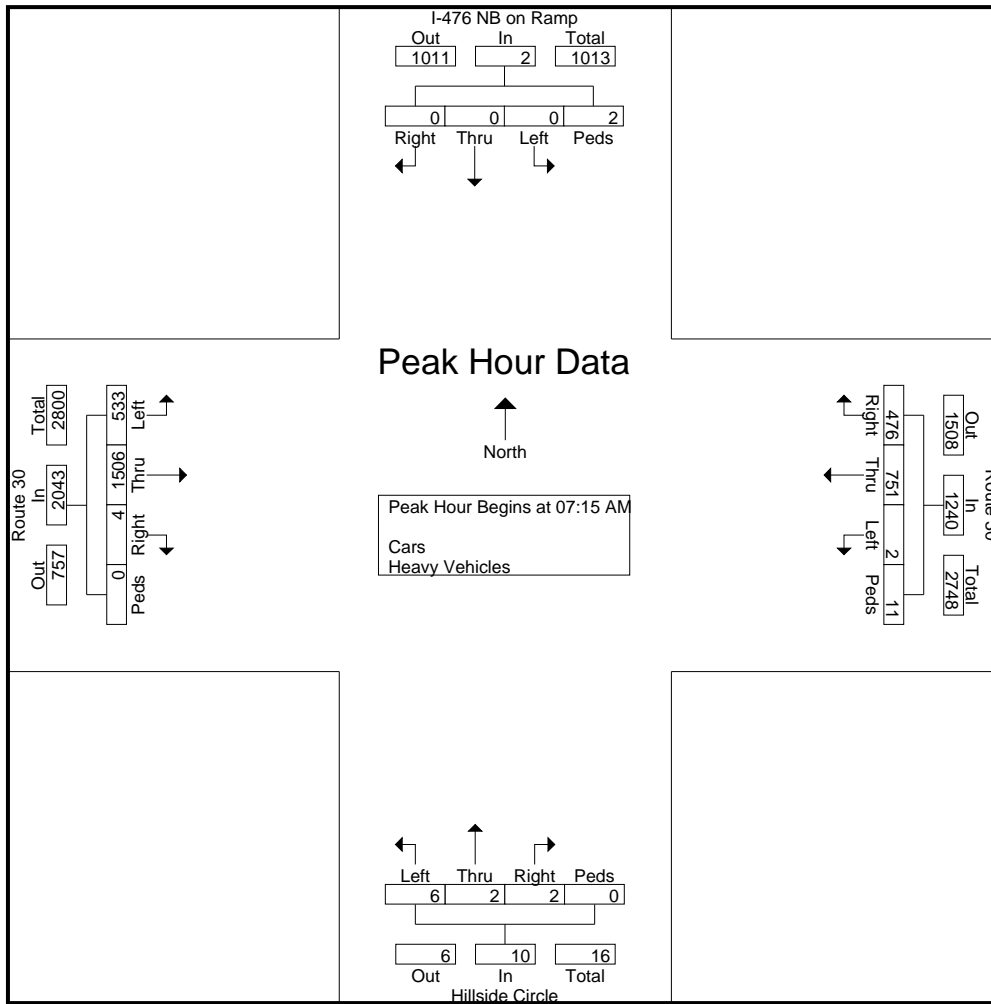 I-476 NB on Ramp
Out In Total
1011 2 1013
0 0 0 2
Right Thru Left Peds
Peak Hour Data
North
Peak Hour Begins at 07:15 AM
Cars
Heavy Vehicles
Route 30
Out In Total
757 2043 2800
Peds Right Thru Left
0 4 1506 533
Route 30
Out In Total
1508 1240 2748
Right Thru Left Peds
476 751 2 11
Left Thru Right Peds
6 2 2 0
6 10 16
Out In Total
Hillside Circle